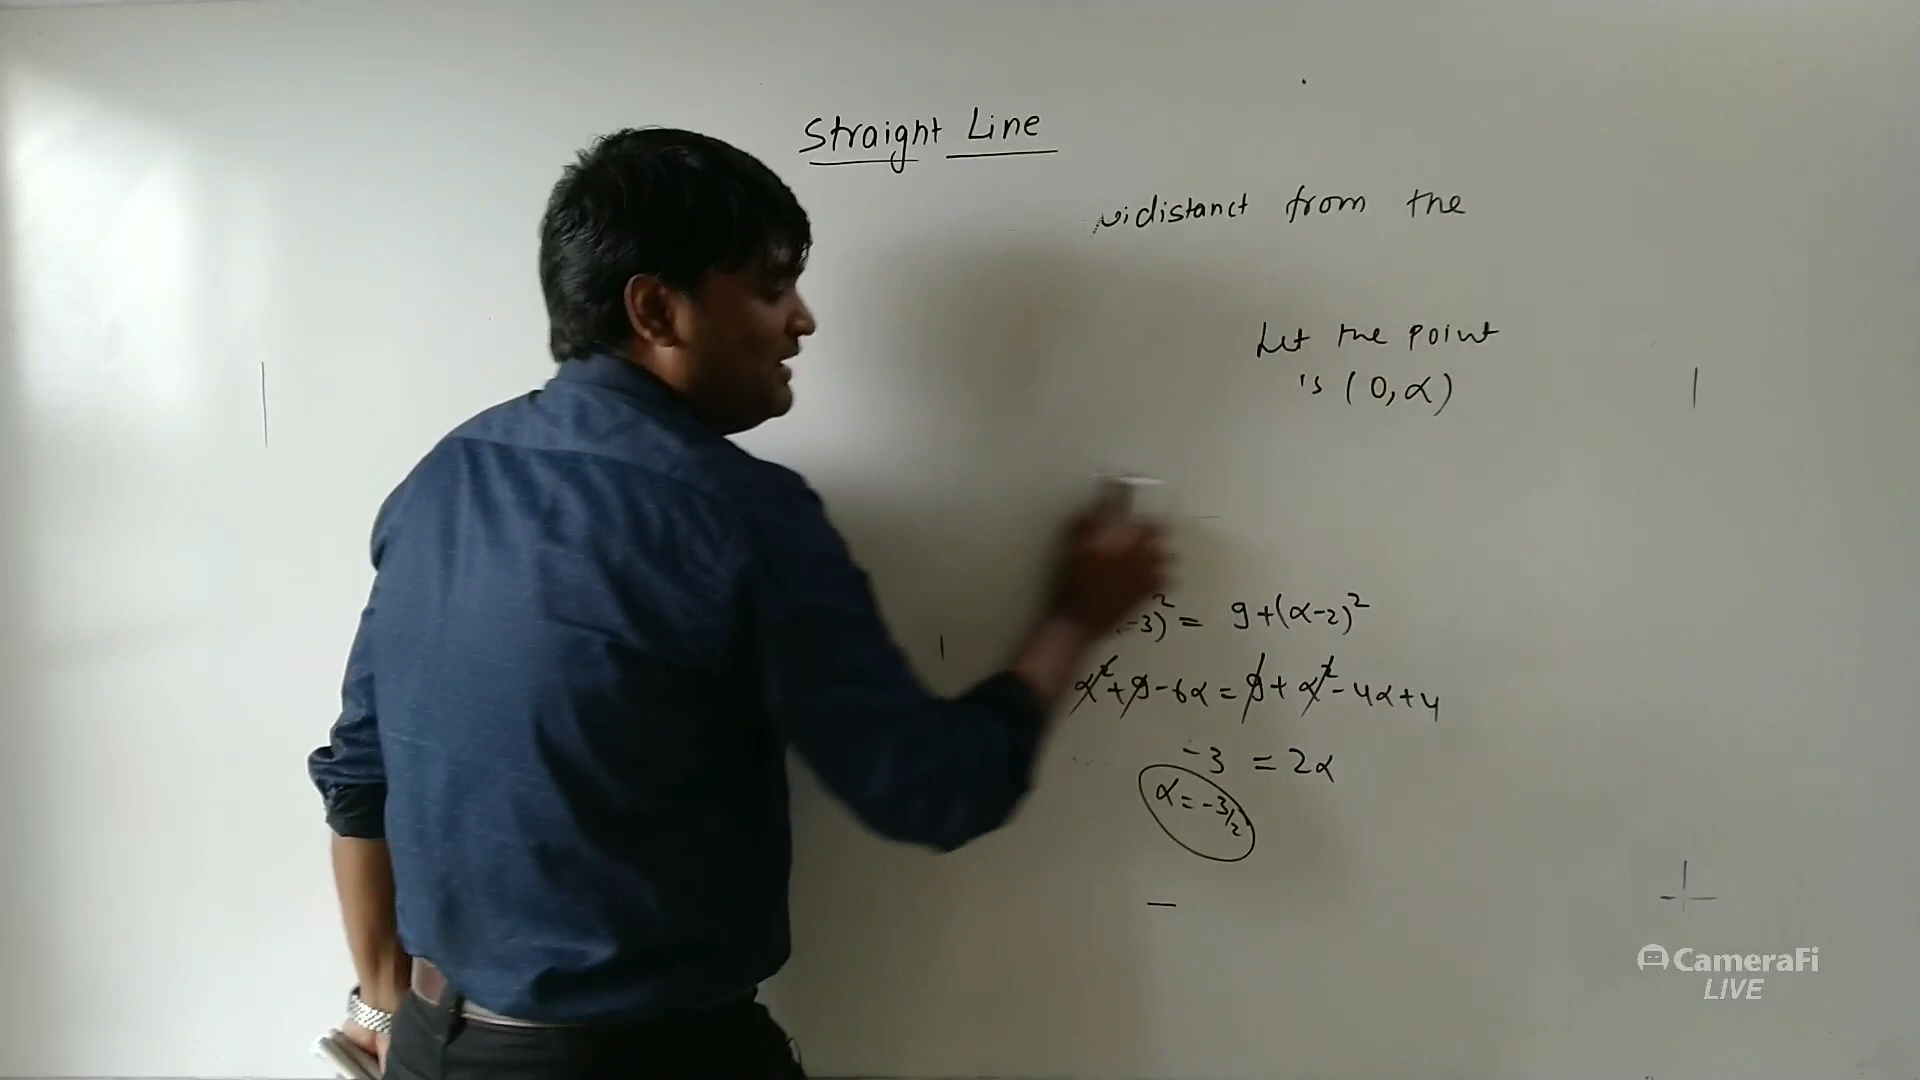 Straight Line
uidistanct from the
Let the point
is (0, α)
-3)² = 9+(α-2)²
α²+9-6α = 9+α²-4α+4
-3 = 2α
α = -3/2
CameraFi
LIVE